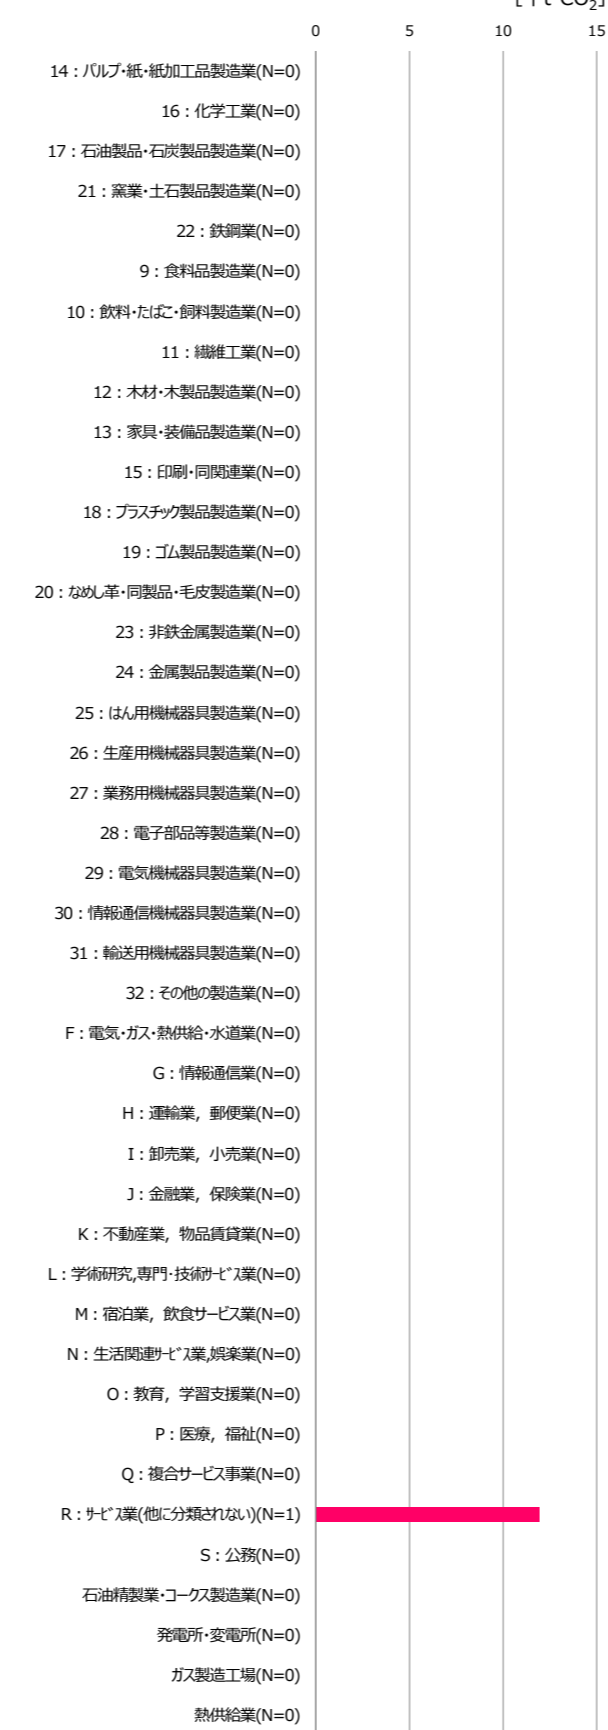 [千t-CO2]
0 5 10 15
14：パルプ・紙・紙加工品製造業(N=0)
16：化学工業(N=0)
17：石油製品・石炭製品製造業(N=0)
21：窯業・土石製品製造業(N=0)
22：鉄鋼業(N=0)
9：食料品製造業(N=0)
10：飲料・たばこ・飼料製造業(N=0)
11：繊維工業(N=0)
12：木材・木製品製造業(N=0)
13：家具・装備品製造業(N=0)
15：印刷・同関連業(N=0)
18：プラスチック製品製造業(N=0)
19：ゴム製品製造業(N=0)
20：なめし革・同製品・毛皮製造業(N=0)
23：非鉄金属製造業(N=0)
24：金属製品製造業(N=0)
25：はん用機械器具製造業(N=0)
26：生産用機械器具製造業(N=0)
27：業務用機械器具製造業(N=0)
28：電子部品等製造業(N=0)
29：電気機械器具製造業(N=0)
30：情報通信機械器具製造業(N=0)
31：輸送用機械器具製造業(N=0)
32：その他の製造業(N=0)
F：電気・ガス・熱供給・水道業(N=0)
G：情報通信業(N=0)
H：運輸業，郵便業(N=0)
I：卸売業，小売業(N=0)
J：金融業，保険業(N=0)
K：不動産業，物品賃貸業(N=0)
L：学術研究,専門・技術ｻｰﾋﾞｽ業(N=0)
M：宿泊業，飲食サービス業(N=0)
N：生活関連ｻｰﾋﾞｽ業,娯楽業(N=0)
O：教育，学習支援業(N=0)
P：医療，福祉(N=0)
Q：複合サービス事業(N=0)
R：ｻｰﾋﾞｽ業(他に分類されない)(N=1)
S：公務(N=0)
石油精製業・コークス製造業(N=0)
発電所・変電所(N=0)
ガス製造工場(N=0)
熱供給業(N=0)